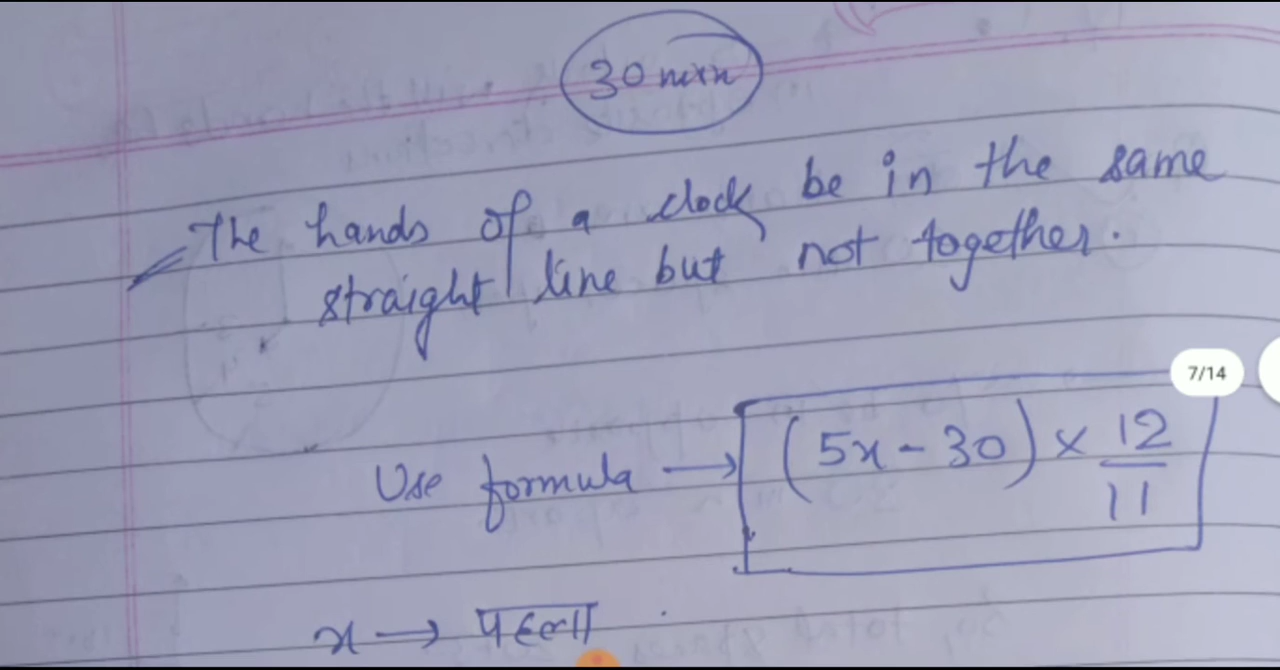 30 min
The hands of a clock be in the same
straight line but not together.
7/14
Use formula → (5x - 30) × 12/11
x →